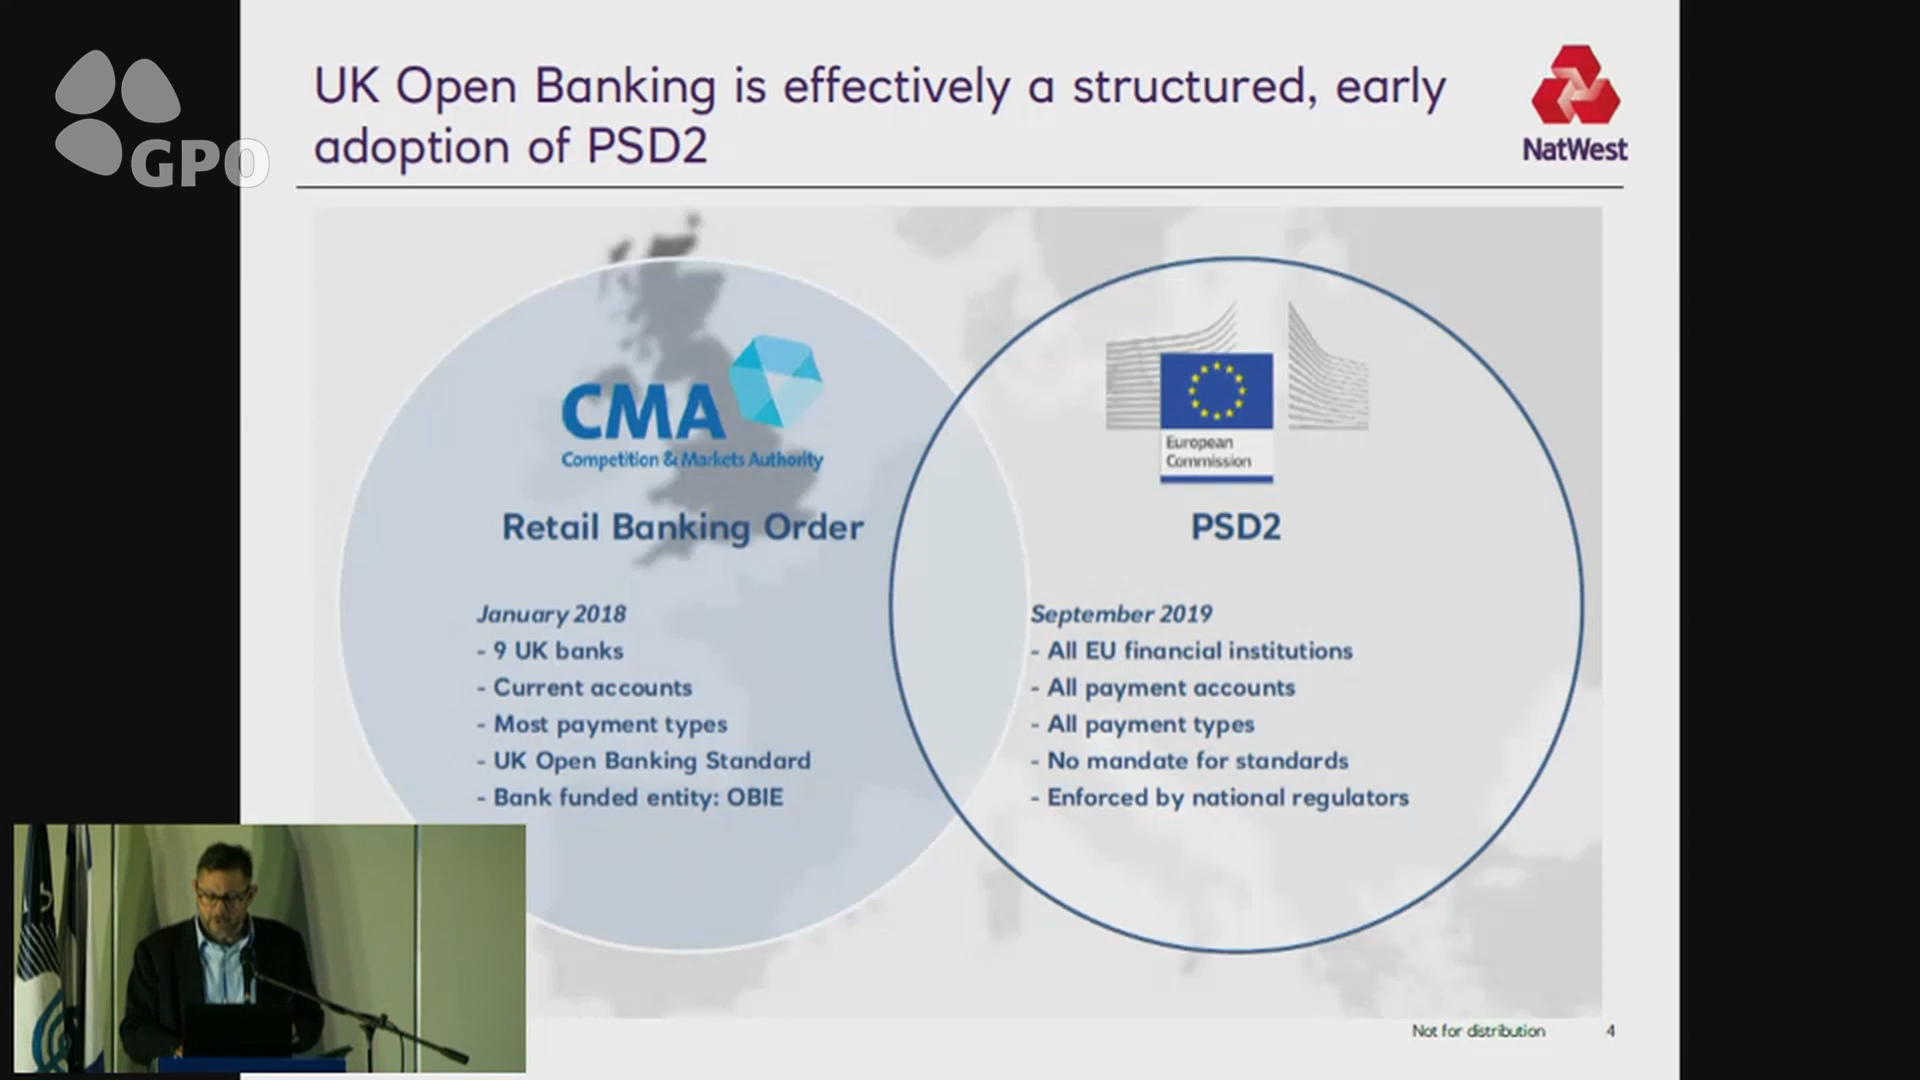 GPO
UK Open Banking is effectively a structured, early
adoption of PSD2
NatWest
CMA
Competition & Markets Authority
Retail Banking Order
January 2018
- 9 UK banks
- Current accounts
- Most payment types
- UK Open Banking Standard
- Bank funded entity: OBIE
European
Commission
PSD2
September 2019
- All EU financial institutions
- All payment accounts
- All payment types
- No mandate for standards
- Enforced by national regulators
Not for distribution
4